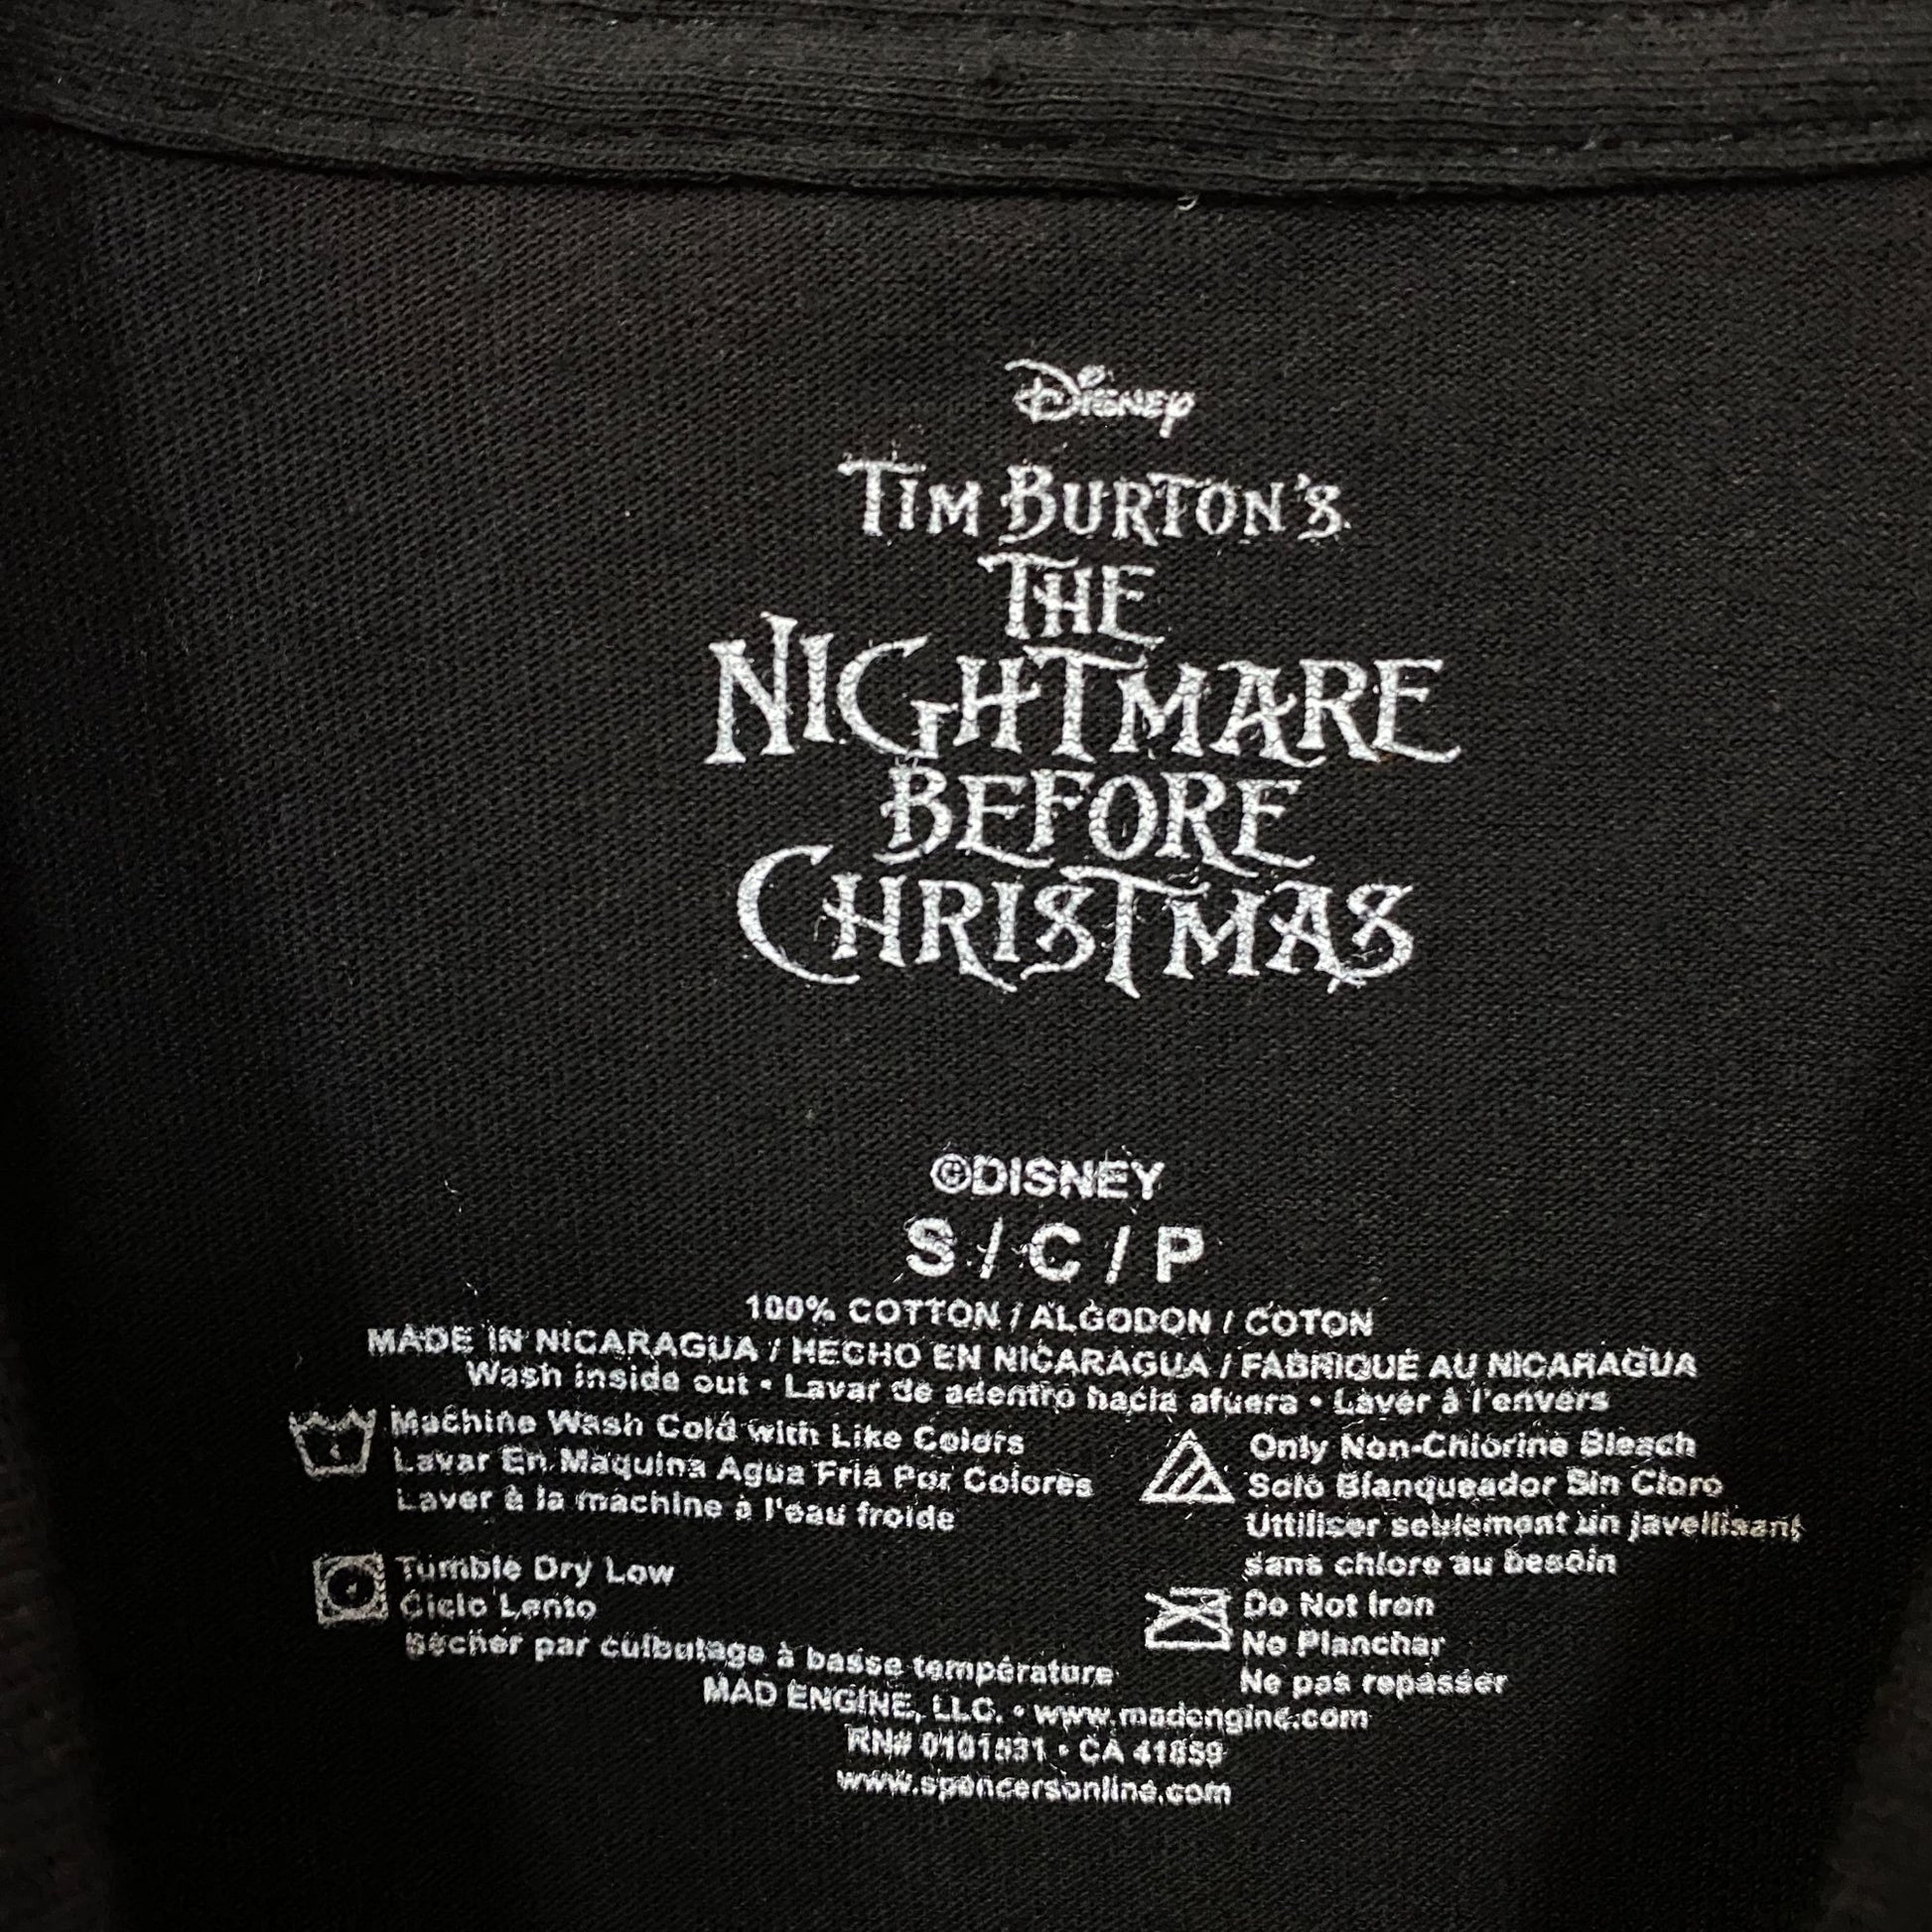 Disney
TIM BURTON'S
THE
NIGHTMARE
BEFORE
CHRISTMAS
©DISNEY
S / C / P
100% COTTON / ALGODON / COTON
MADE IN NICARAGUA / HECHO EN NICARAGUA / FABRIQUÉ AU NICARAGUA
Wash inside out • Lavar de adentro hacia afuera • Laver à l'envers
Machine Wash Cold with Like Colors
Lavar En Maquina Agua Fria Por Colores
Laver à la machine à l'eau froide
Only Non-Chlorine Bleach
Solo Blanqueador Sin Cloro
Uttiliser seulement un javellisant
sans chlore au besoin
Tumble Dry Low
Ciclo Lento
Sécher par culbutage à basse température
Do Not Iron
No Planchar
Ne pas repasser
MAD ENGINE, LLC. • www.madengine.com
RN# 0101531 • CA 41859
www.spencersonline.com